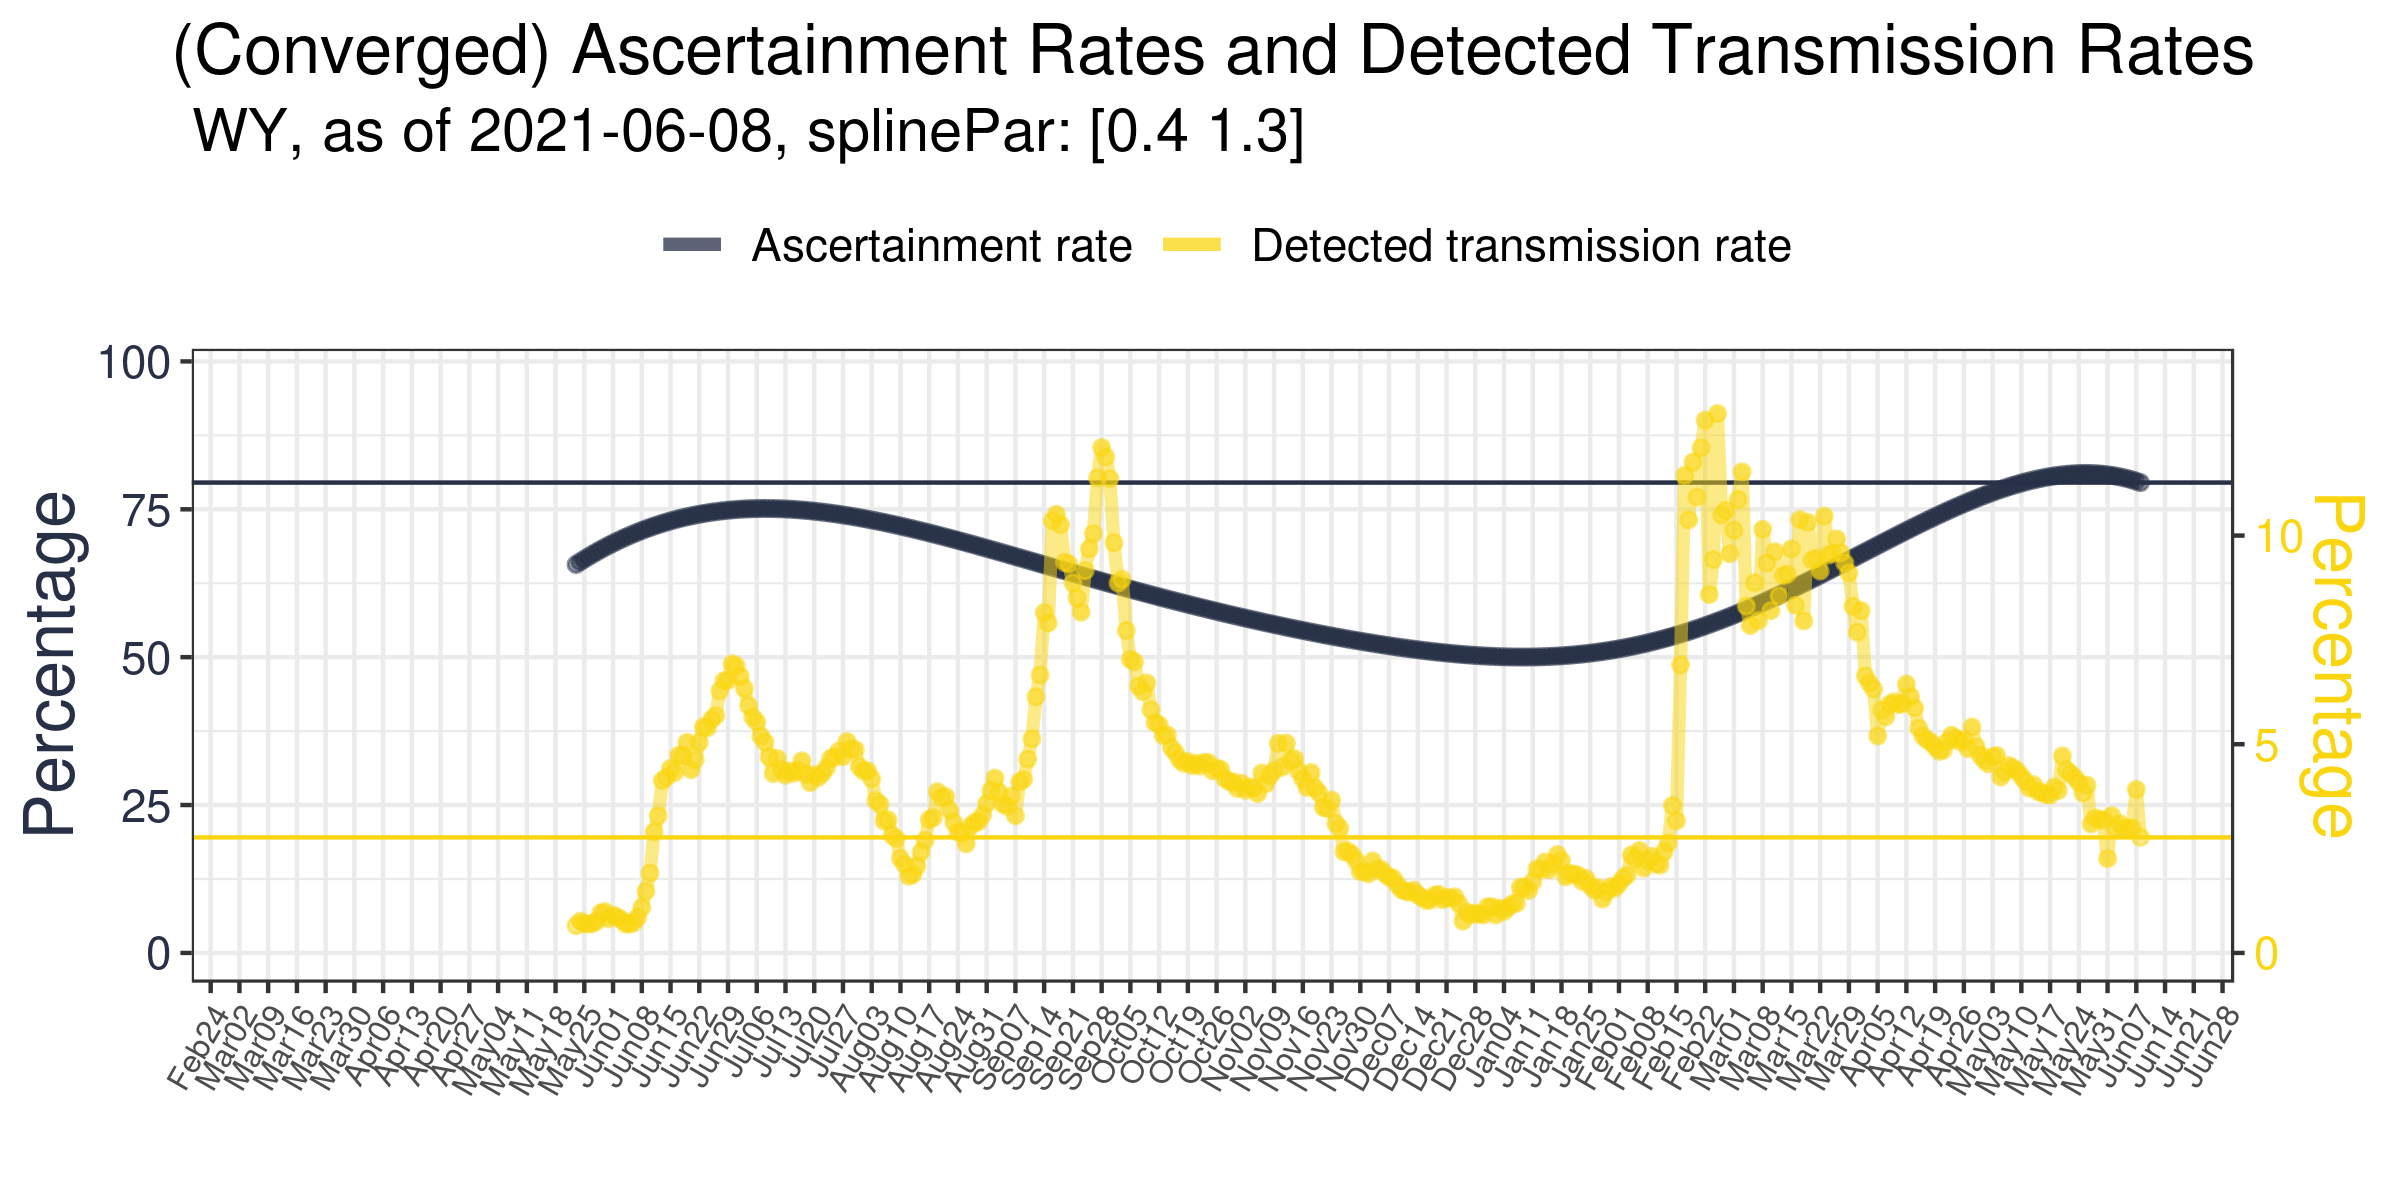 (Converged) Ascertainment Rates and Detected Transmission Rates
WY, as of 2021-06-08, splinePar: [0.4 1.3]
Ascertainment rate Detected transmission rate
Percentage
100
75
50
25
0
10
5
0
Percentage
Feb24 Mar02 Mar09 Mar16 Mar23 Mar30 Apr06 Apr13 Apr20 Apr27 May04 May11 May18 May25 Jun01 Jun08 Jun15 Jun22 Jun29 Jul06 Jul13 Jul20 Jul27 Aug03 Aug10 Aug17 Aug24 Aug31 Sep07 Sep14 Sep21 Sep28 Oct05 Oct12 Oct19 Oct26 Nov02 Nov09 Nov16 Nov23 Nov30 Dec07 Dec14 Dec21 Dec28 Jan04 Jan11 Jan18 Jan25 Feb01 Feb08 Feb15 Feb22 Mar01 Mar08 Mar15 Mar22 Mar29 Apr05 Apr12 Apr19 Apr26 May03 May10 May17 May24 May31 Jun07 Jun14 Jun21 Jun28